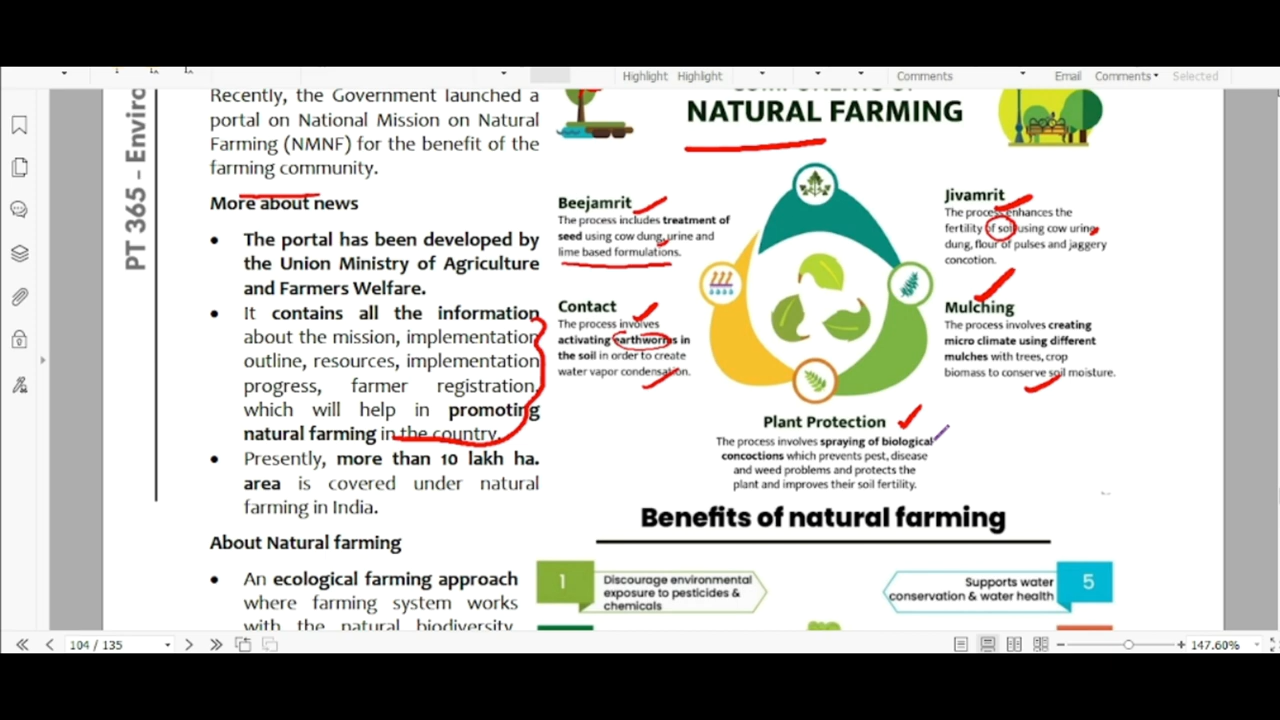 Highlight Highlight Comments Email Comments Selected
PT 365 - Enviro
Recently, the Government launched a
portal on National Mission on Natural
Farming (NMNF) for the benefit of the
farming community.
More about news
• The portal has been developed by
the Union Ministry of Agriculture
and Farmers Welfare.
• It contains all the information
about the mission, implementation
outline, resources, implementation
progress, farmer registration,
which will help in promoting
natural farming in the country.
• Presently, more than 10 lakh ha.
area is covered under natural
farming in India.
About Natural farming
• An ecological farming approach
where farming system works
with the natural biodiversity,
COMPONENTS OF
NATURAL FARMING
Beejamrit
The process includes treatment of
seed using cow dung, urine and
lime based formulations.
Jivamrit
The process enhances the
fertility of soil using cow urine,
dung, flour of pulses and jaggery
concotion.
Contact
The process involves
activating earthworms in
the soil in order to create
water vapor condensation.
Mulching
The process involves creating
micro climate using different
mulches with trees, crop
biomass to conserve soil moisture.
Plant Protection
The process involves spraying of biological
concoctions which prevents pest, disease
and weed problems and protects the
plant and improves their soil fertility.
Benefits of natural farming
1
Discourage environmental
exposure to pesticides &
chemicals
Supports water
conservation & water health
5
104 / 135
147.60%